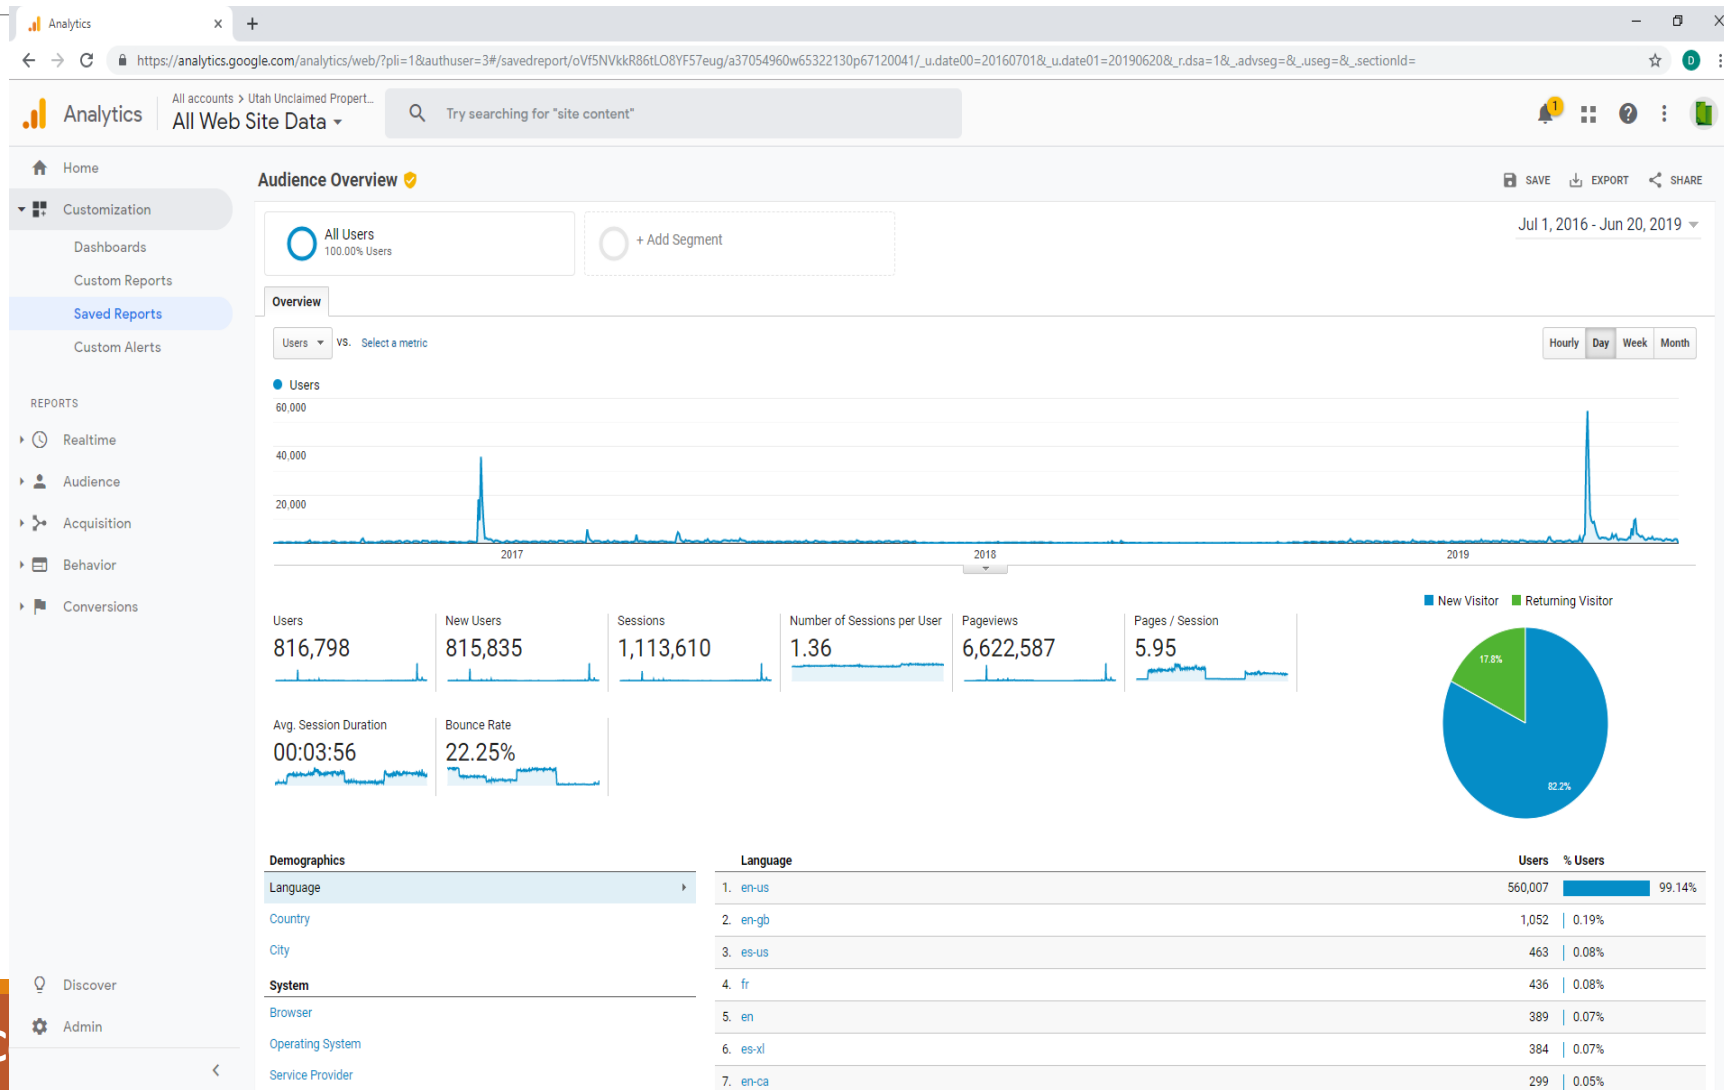 Analytics
https://analytics.google.com/analytics/web/?pli=1&authuser=3#/savedreport/oVf5NVkkR86tLO8YF57eug/a37054960w65322130p67120041/_u.date00=20160701&_u.date01=20190620&_r.dsa=1&_.advseg=&_.useg=&_.sectionId=
D
Analytics
All accounts > Utah Unclaimed Propert...
All Web Site Data
Try searching for "site content"
1
Home
Customization
Dashboards
Custom Reports
Saved Reports
Custom Alerts
REPORTS
Realtime
Audience
Acquisition
Behavior
Conversions
Discover
Admin
Audience Overview
SAVE
EXPORT
SHARE
All Users
100.00% Users
+ Add Segment
Jul 1, 2016 - Jun 20, 2019
Overview
Users VS. Select a metric
Hourly Day Week Month
Users
60,000
40,000
20,000
2017 2018 2019
New Visitor Returning Visitor
17.8%
82.2%
Users
816,798
New Users
815,835
Sessions
1,113,610
Number of Sessions per User
1.36
Pageviews
6,622,587
Pages / Session
5.95
Avg. Session Duration
00:03:56
Bounce Rate
22.25%
Demographics
Language
Country
City
System
Browser
Operating System
Service Provider
Language Users % Users
1. en-us 560,007 99.14%
2. en-gb 1,052 0.19%
3. es-us 463 0.08%
4. fr 436 0.08%
5. en 389 0.07%
6. es-xl 384 0.07%
7. en-ca 299 0.05%